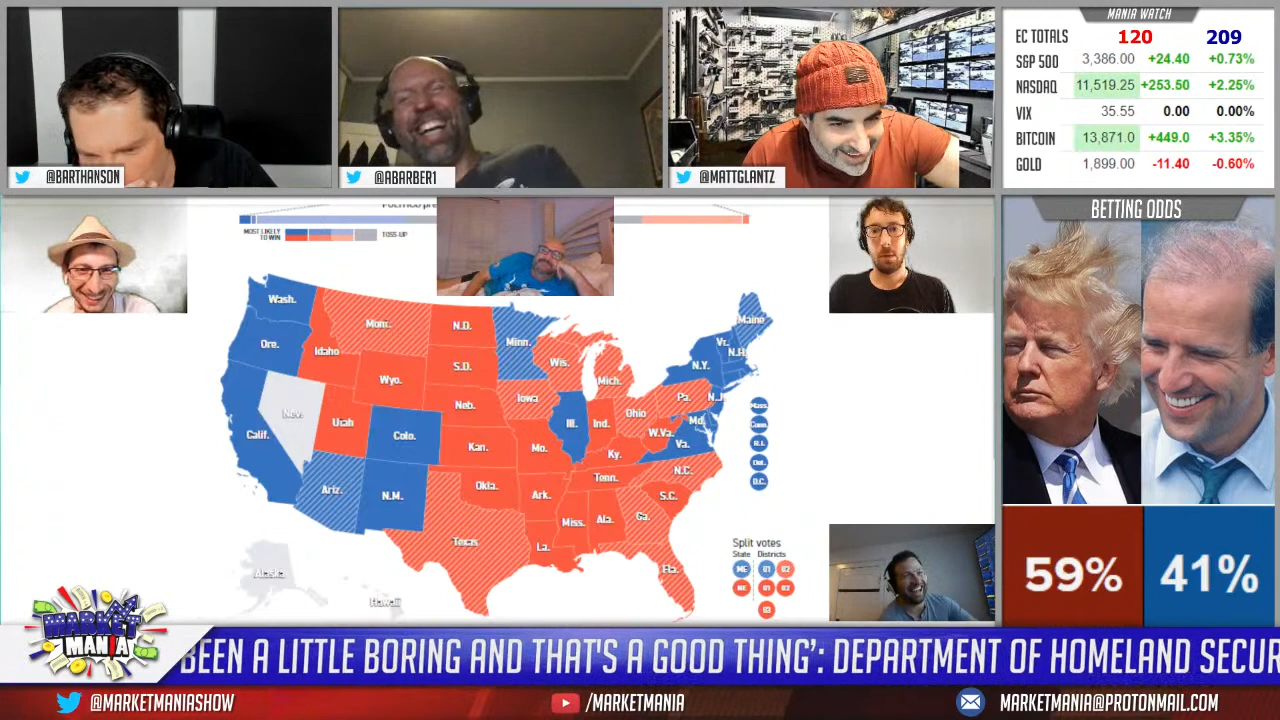 @BARTHANSON
@ABARBER1
@MATTGLANTZ
MANIA WATCH
EC TOTALS 120 209
S&P 500 3,386.00 +24.40 +0.73%
NASDAQ 11,519.25 +253.50 +2.25%
VIX 35.55 0.00 0.00%
BITCOIN 13,871.0 +449.0 +3.35%
GOLD 1,899.00 -11.40 -0.60%
BETTING ODDS
59% 41%
MOST LIKELY
TO WIN
TOSS-UP
Wash.
Ore.
Calif.
Nev.
Idaho
Mont.
Wyo.
Utah
Colo.
Ariz.
N.M.
N.D.
S.D.
Neb.
Kan.
Okla.
Texas
Minn.
Iowa
Mo.
Ark.
La.
Wis.
Ill.
Mich.
Ind.
Ohio
Ky.
Tenn.
Miss.
Ala.
Ga.
Fla.
S.C.
N.C.
Va.
W.Va.
Md.
Pa.
N.J.
N.Y.
Vt.
N.H.
Maine
Mass.
Conn.
R.I.
Del.
D.C.
Alaska
Hawaii
Split votes
State Districts
ME 01 02
NE 01 02
03
MARKET
MANIA
BEEN A LITTLE BORING AND THAT'S A GOOD THING': DEPARTMENT OF HOMELAND SECUR
@MARKETMANIASHOW
/MARKETMANIA
MARKETMANIA@PROTONMAIL.COM